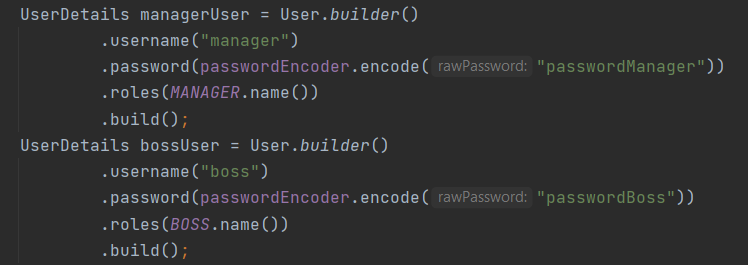 UserDetails managerUser = User.builder()
.username("manager")
.password(passwordEncoder.encode( rawPassword: "passwordManager"))
.roles(MANAGER.name())
.build();
UserDetails bossUser = User.builder()
.username("boss")
.password(passwordEncoder.encode( rawPassword: "passwordBoss"))
.roles(BOSS.name())
.build();